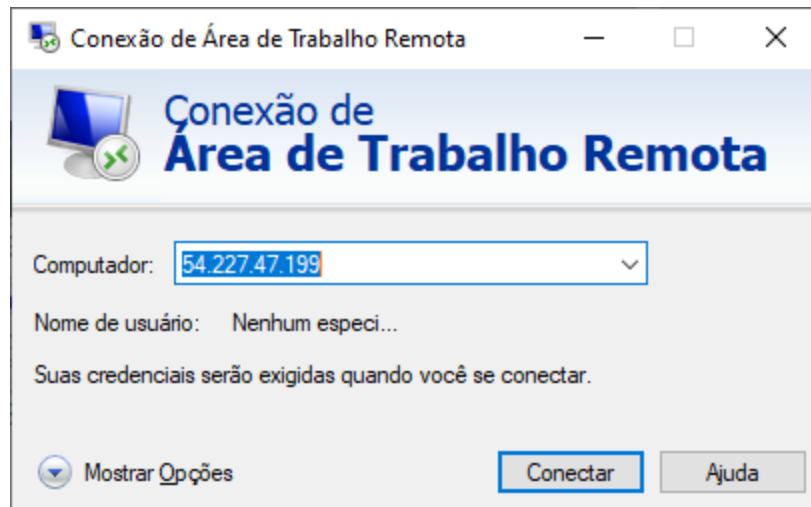 Conexão de Área de Trabalho Remota
Conexão de
Área de Trabalho Remota
Computador: 54.227.47.199
Nome de usuário: Nenhum especi...
Suas credenciais serão exigidas quando você se conectar.
Mostrar Opções Conectar Ajuda